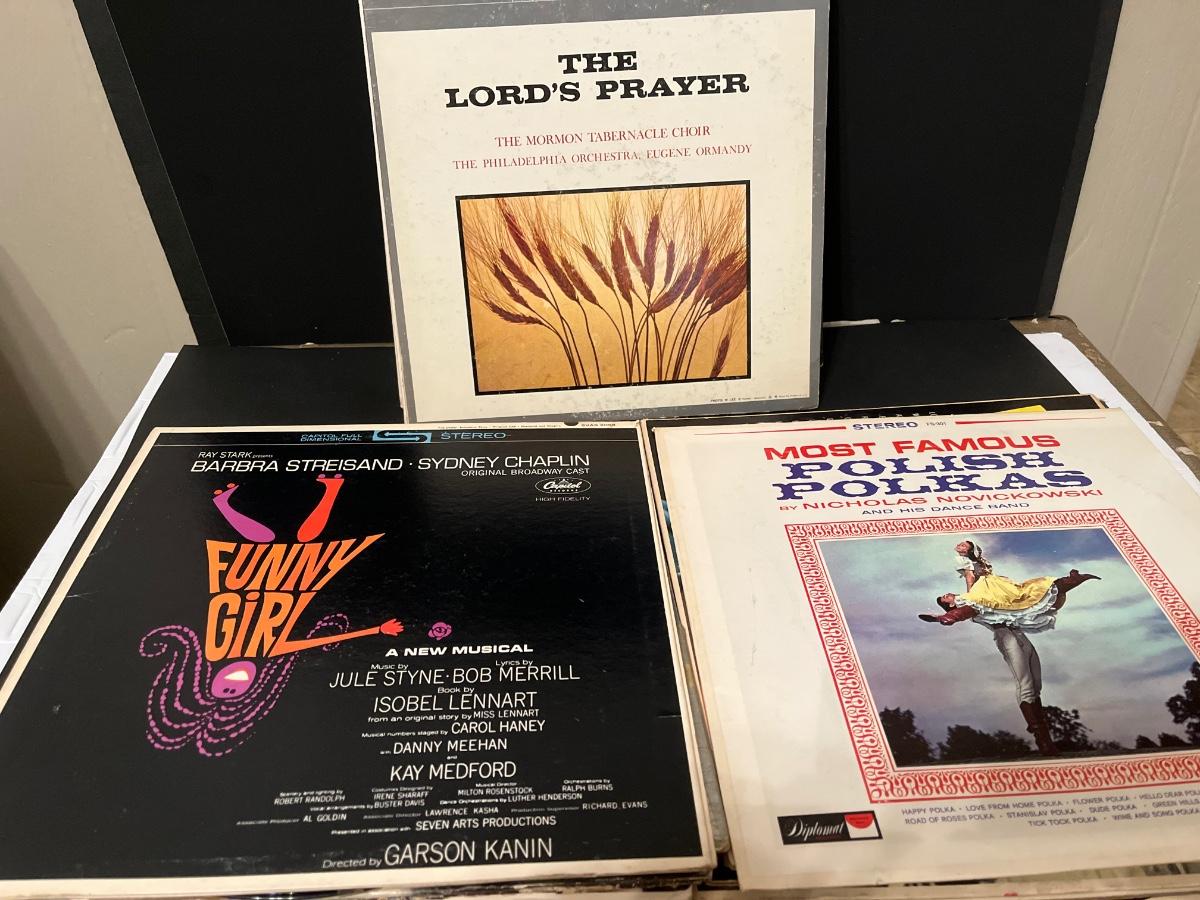 THE
LORD'S PRAYER
THE MORMON TABERNACLE CHOIR
THE PHILADELPHIA ORCHESTRA, EUGENE ORMANDY
CAPITOL FULL
DIMENSIONAL
STEREO
RAY STARK presents
BARBRA STREISAND · SYDNEY CHAPLIN
ORIGINAL BROADWAY CAST
Capitol
RECORDS
HIGH FIDELITY
FUNNY
GiRL
A NEW MUSICAL
Music by Lyrics by
JULE STYNE · BOB MERRILL
Book by
ISOBEL LENNART
from an original story by MISS LENNART
Musical numbers staged by CAROL HANEY
with DANNY MEEHAN
and
KAY MEDFORD
Scenery and lighting by Costumes Designed by Musical Director Orchestrations by
ROBERT RANDOLPH IRENE SHARAFF MILTON ROSENSTOCK RALPH BURNS
Vocal arrangements by BUSTER DAVIS Dance Orchestrations by LUTHER HENDERSON
Associate Producer AL GOLDIN Associate Director LAWRENCE KASHA Production Supervisor RICHARD EVANS
Presented in association with SEVEN ARTS PRODUCTIONS
Directed by GARSON KANIN
STEREO FS-301
MOST FAMOUS
POLISH
POLKAS
BY NICHOLAS NOVICKOWSKI
AND HIS DANCE BAND
Diplomat
HAPPY POLKA · LOVE FROM HOME POLKA · FLOWER POLKA · HELLO DEAR
ROAD OF ROSES POLKA · STANISLAV POLKA · DUDE POLKA · GREEN
TICK TOCK POLKA · WINE AND SONG